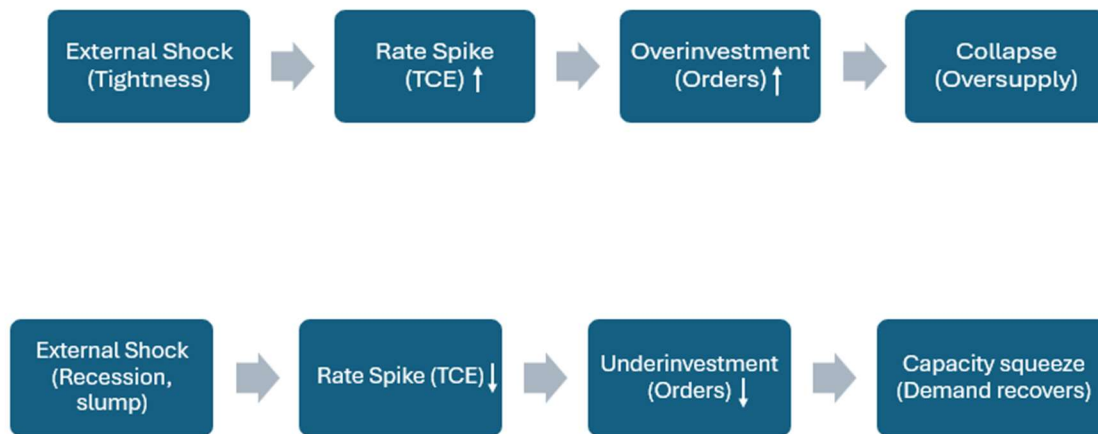 External Shock
(Tightness)
Rate Spike
(TCE) ↑
Overinvestment
(Orders) ↑
Collapse
(Oversupply)
External Shock
(Recession,
slump)
Rate Spike (TCE) ↓
Underinvestment
(Orders) ↓
Capacity squeeze
(Demand recovers)